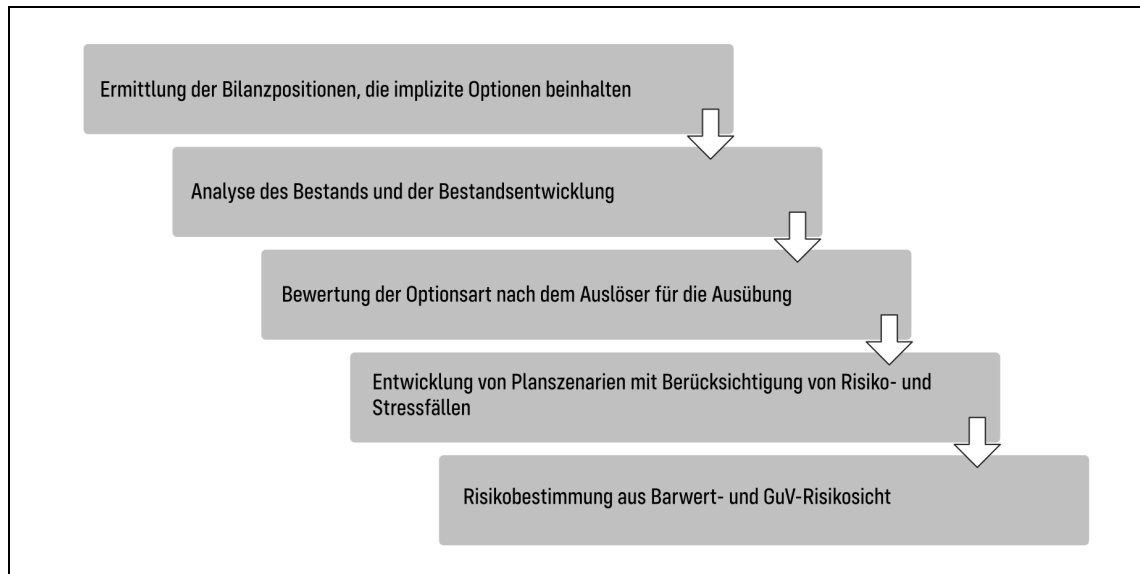 Ermittlung der Bilanzpositionen, die implizite Optionen beinhalten
Analyse des Bestands und der Bestandsentwicklung
Bewertung der Optionsart nach dem Auslöser für die Ausübung
Entwicklung von Planszenarien mit Berücksichtigung von Risiko- und
Stressfällen
Risikobestimmung aus Barwert- und GuV-Risikosicht